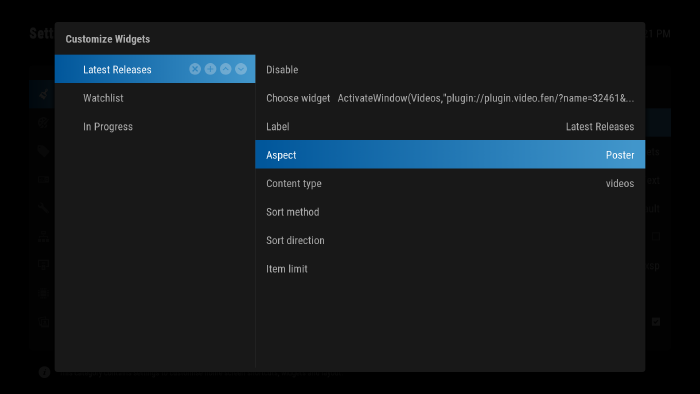 Customize Widgets
Latest Releases
Watchlist
In Progress
Disable
Choose widget ActivateWindow(Videos,"plugin://plugin.video.fen/?name=32461&...
Label Latest Releases
Aspect Poster
Content type videos
Sort method
Sort direction
Item limit
Sett
PM